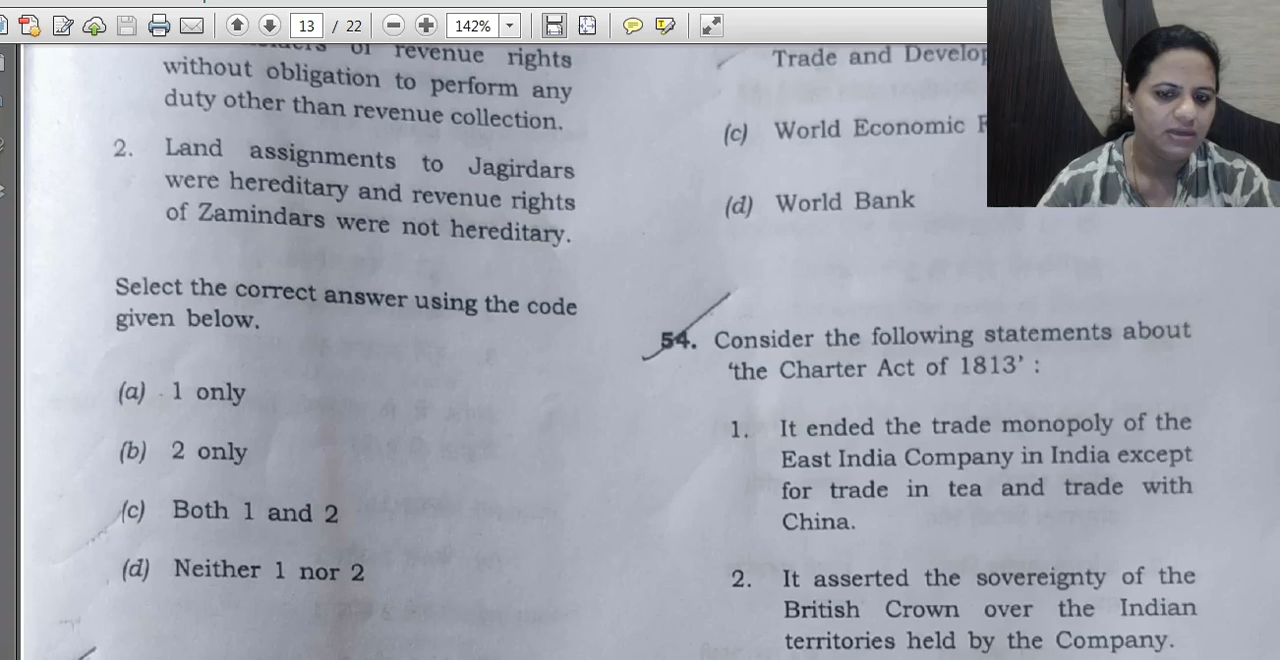 13 / 22
142%
of revenue rights
without obligation to perform any
duty other than revenue collection.
2. Land assignments to Jagirdars
were hereditary and revenue rights
of Zamindars were not hereditary.
Select the correct answer using the code
given below.
(a) 1 only
(b) 2 only
(c) Both 1 and 2
(d) Neither 1 nor 2
Trade and Develop
(c) World Economic F
(d) World Bank
54. Consider the following statements about
‘the Charter Act of 1813’ :
1. It ended the trade monopoly of the
East India Company in India except
for trade in tea and trade with
China.
2. It asserted the sovereignty of the
British Crown over the Indian
territories held by the Company.